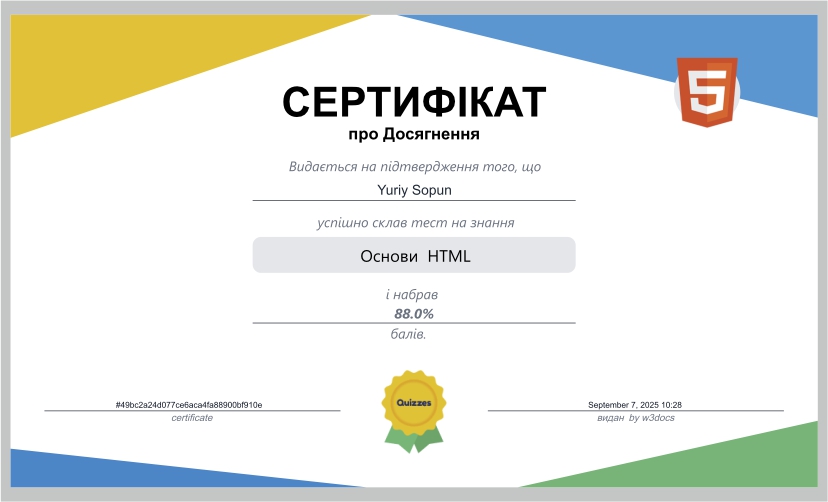 СЕРТИФІКАТ
про Досягнення
Видається на підтвердження того, що
Yuriy Sopun
успішно склав тест на знання
Основи HTML
і набрав
88.0%
балів.
Quizzes
#49bc2a24d077ce6aca4fa88900bf910e
certificate
September 7, 2025 10:28
видан by w3docs